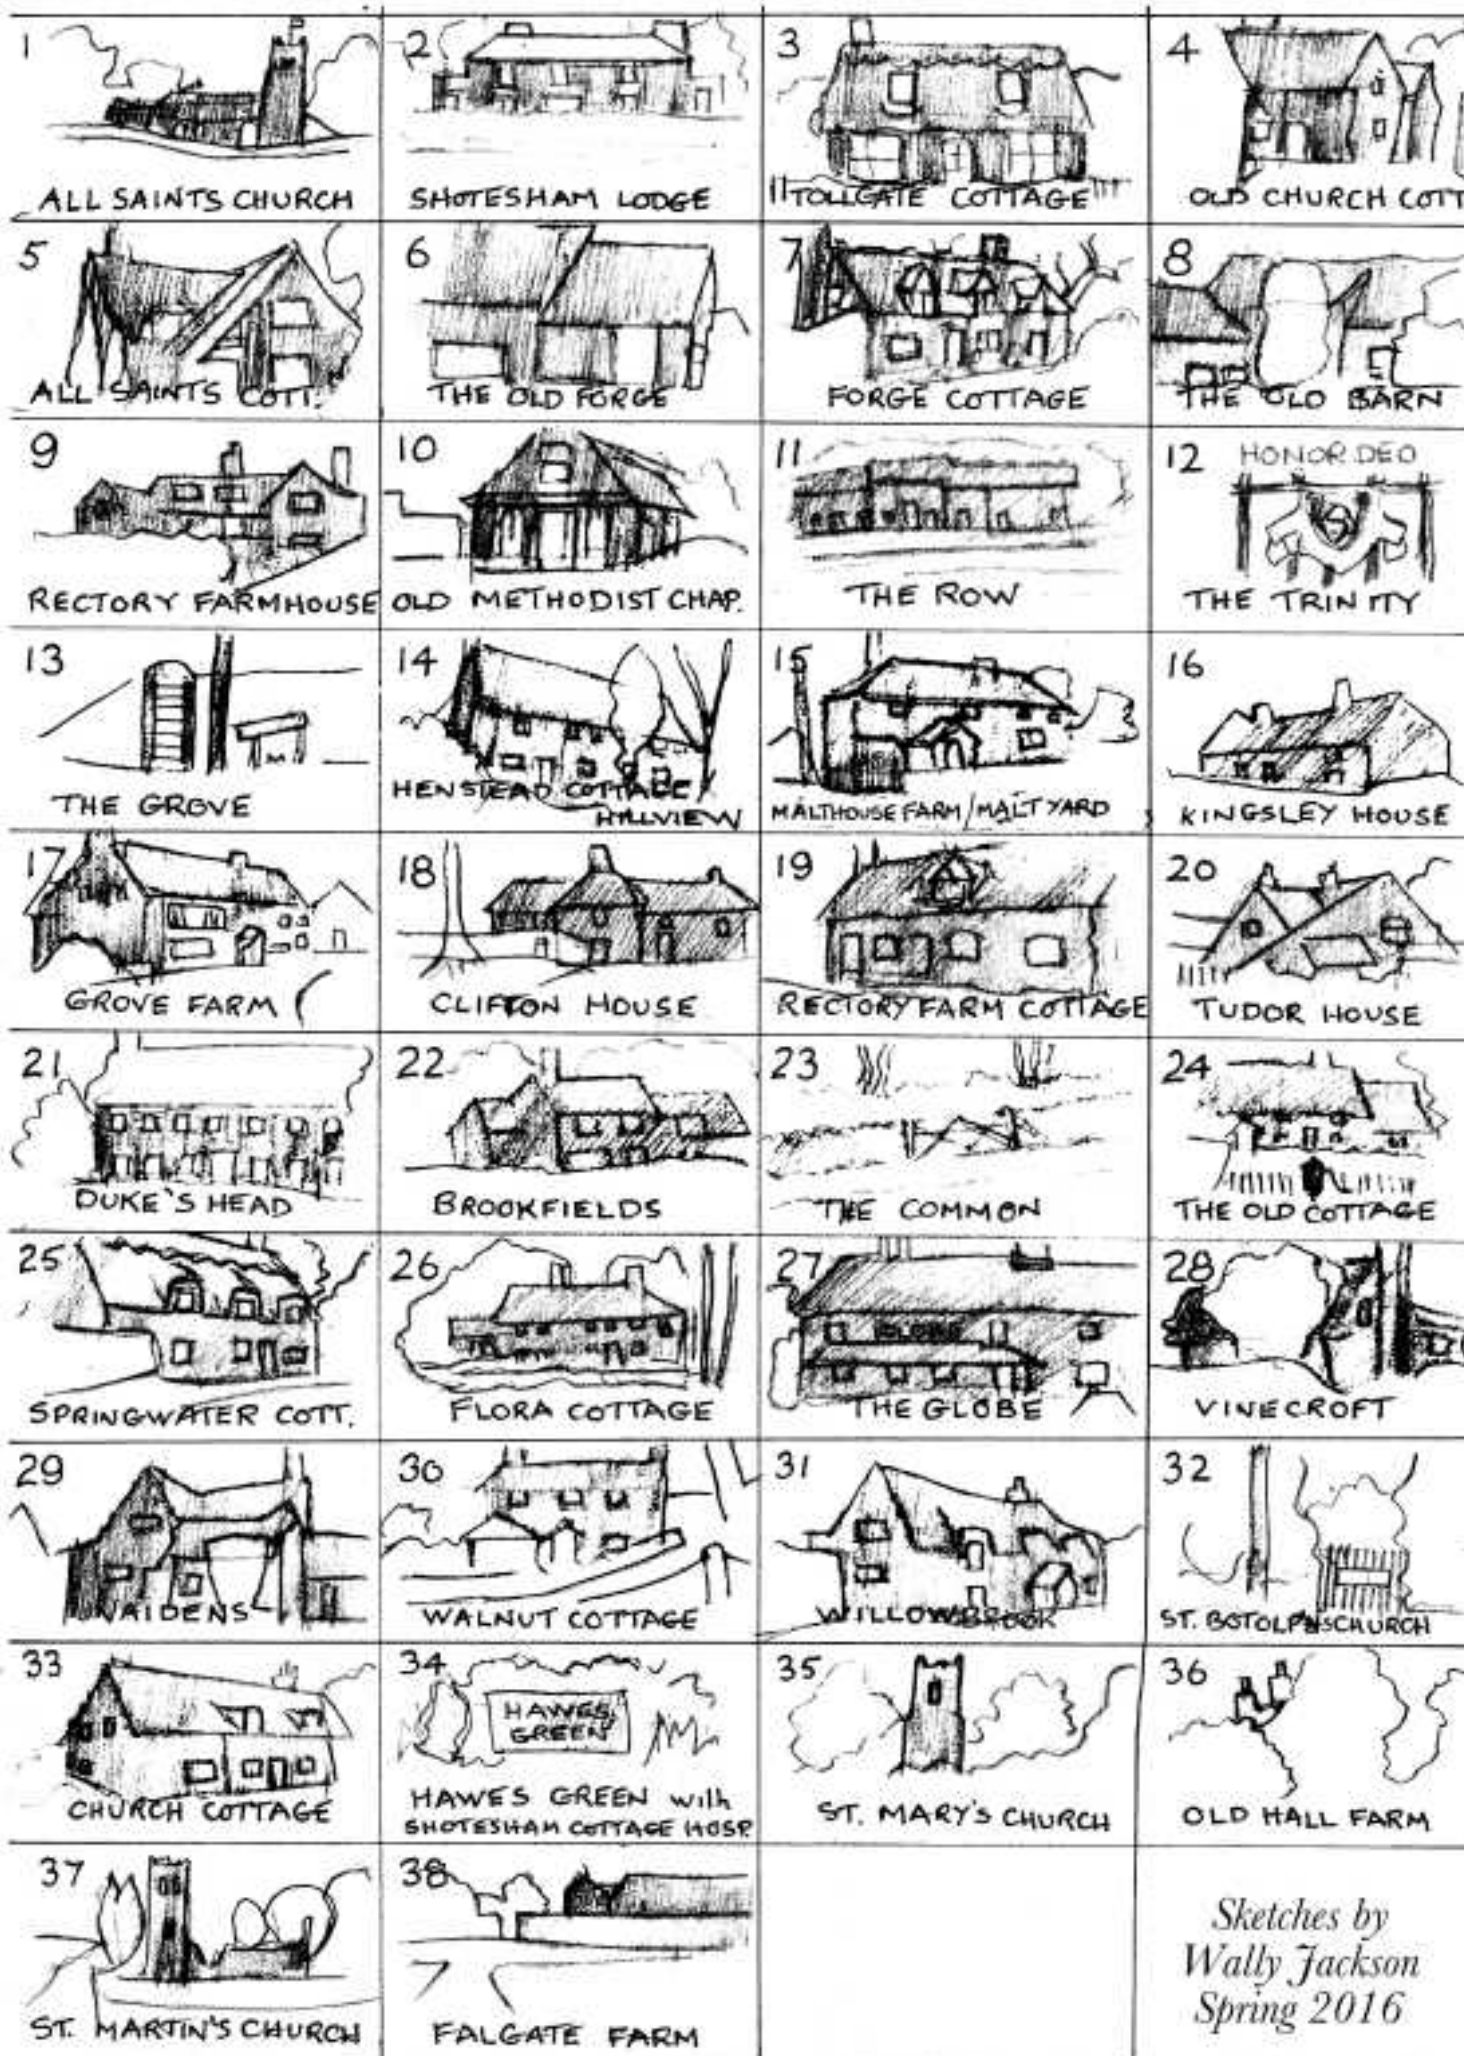 1
ALL SAINTS CHURCH
2
SHOTESHAM LODGE
3
TOLLGATE COTTAGE
4
OLD CHURCH COTT
5
ALL SAINTS COTT.
6
THE OLD FORGE
7
FORGE COTTAGE
8
THE OLD BARN
9
RECTORY FARMHOUSE
10
OLD METHODIST CHAP.
11
THE ROW
12
HONOR.DEO
THE TRINITY
13
THE GROVE
14
HENSTEAD COTTAGE/
HILLVIEW
15
MALTHOUSE FARM/MALT YARD
16
KINGSLEY HOUSE
17
GROVE FARM
18
CLIFTON HOUSE
19
RECTORY FARM COTTAGE
20
TUDOR HOUSE
21
DUKE'S HEAD
22
BROOKFIELDS
23
THE COMMON
24
THE OLD COTTAGE
25
SPRINGWATER COTT.
26
FLORA COTTAGE
27
GLOBE
THE GLOBE
28
VINECROFT
29
NAIDENS
30
WALNUT COTTAGE
31
WILLOWBROOK
32
ST. BOTOLPHSCHURCH
33
CHURCH COTTAGE
34
HAWES
GREEN
HAWES GREEN with
SHOTESHAM COTTAGE HOSP.
35
ST. MARY'S CHURCH
36
OLD HALL FARM
37
ST. MARTIN'S CHURCH
38
FALGATE FARM
Sketches by
Wally Jackson
Spring 2016